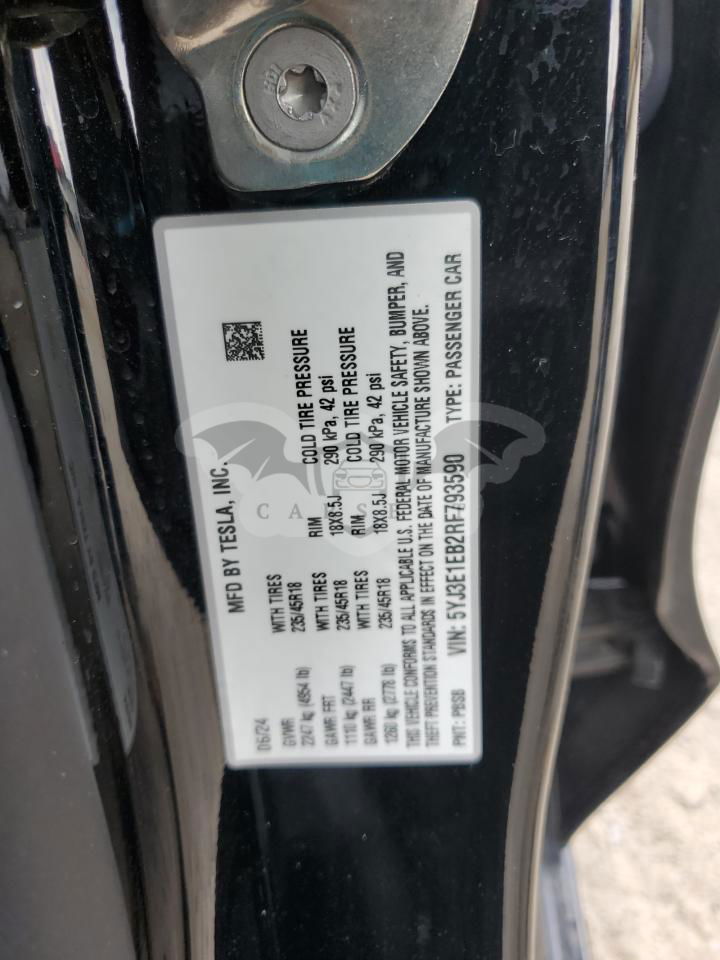 MFD BY TESLA, INC.
06/24
GVWR WITH TIRES RIM COLD TIRE PRESSURE
2247 kg (4954 lb) 235/45R18 18X8.5J 290 kPa, 42 psi
GAWR FRT WITH TIRES RIM COLD TIRE PRESSURE
1110 kg (2447 lb) 235/45R18 18X8.5J 290 kPa, 42 psi
GAWR RR WITH TIRES
1260 kg (2778 lb) 235/45R18
THIS VEHICLE CONFORMS TO ALL APPLICABLE U.S. FEDERAL MOTOR VEHICLE SAFETY, BUMPER, AND
THEFT PREVENTION STANDARDS IN EFFECT ON THE DATE OF MANUFACTURE SHOWN ABOVE.
VIN: 5YJ3E1EB2RF793590 TYPE: PASSENGER CAR
PNT: PBSB